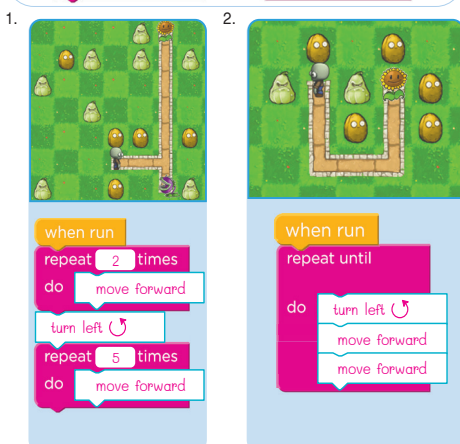 1.
when run
repeat 2 times
do move forward
turn left
repeat 5 times
do move forward
2.
when run
repeat until
do turn left
move forward
move forward